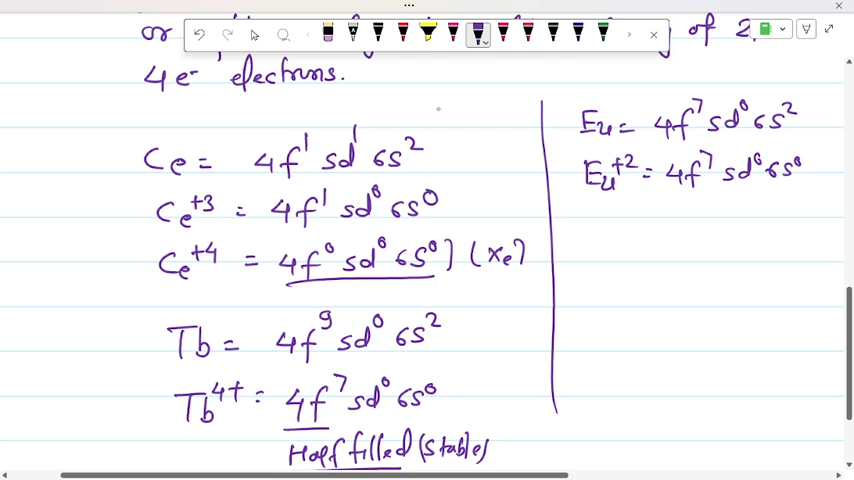 or of 2,
4e⁻ electrons.
Ce = 4f¹ 5d¹ 6s²
Ce⁺³ = 4f¹ 5d⁰ 6s⁰
Ce⁺⁴ = 4f⁰ 5d⁰ 6s⁰] (Xe)
Tb = 4f⁹ 5d⁰ 6s²
Tb⁴⁺ = 4f⁷ 5d⁰ 6s⁰
Half filled (stable)
Eu = 4f⁷ 5d⁰ 6s²
Eu⁺² = 4f⁷ 5d⁰ 6s⁰